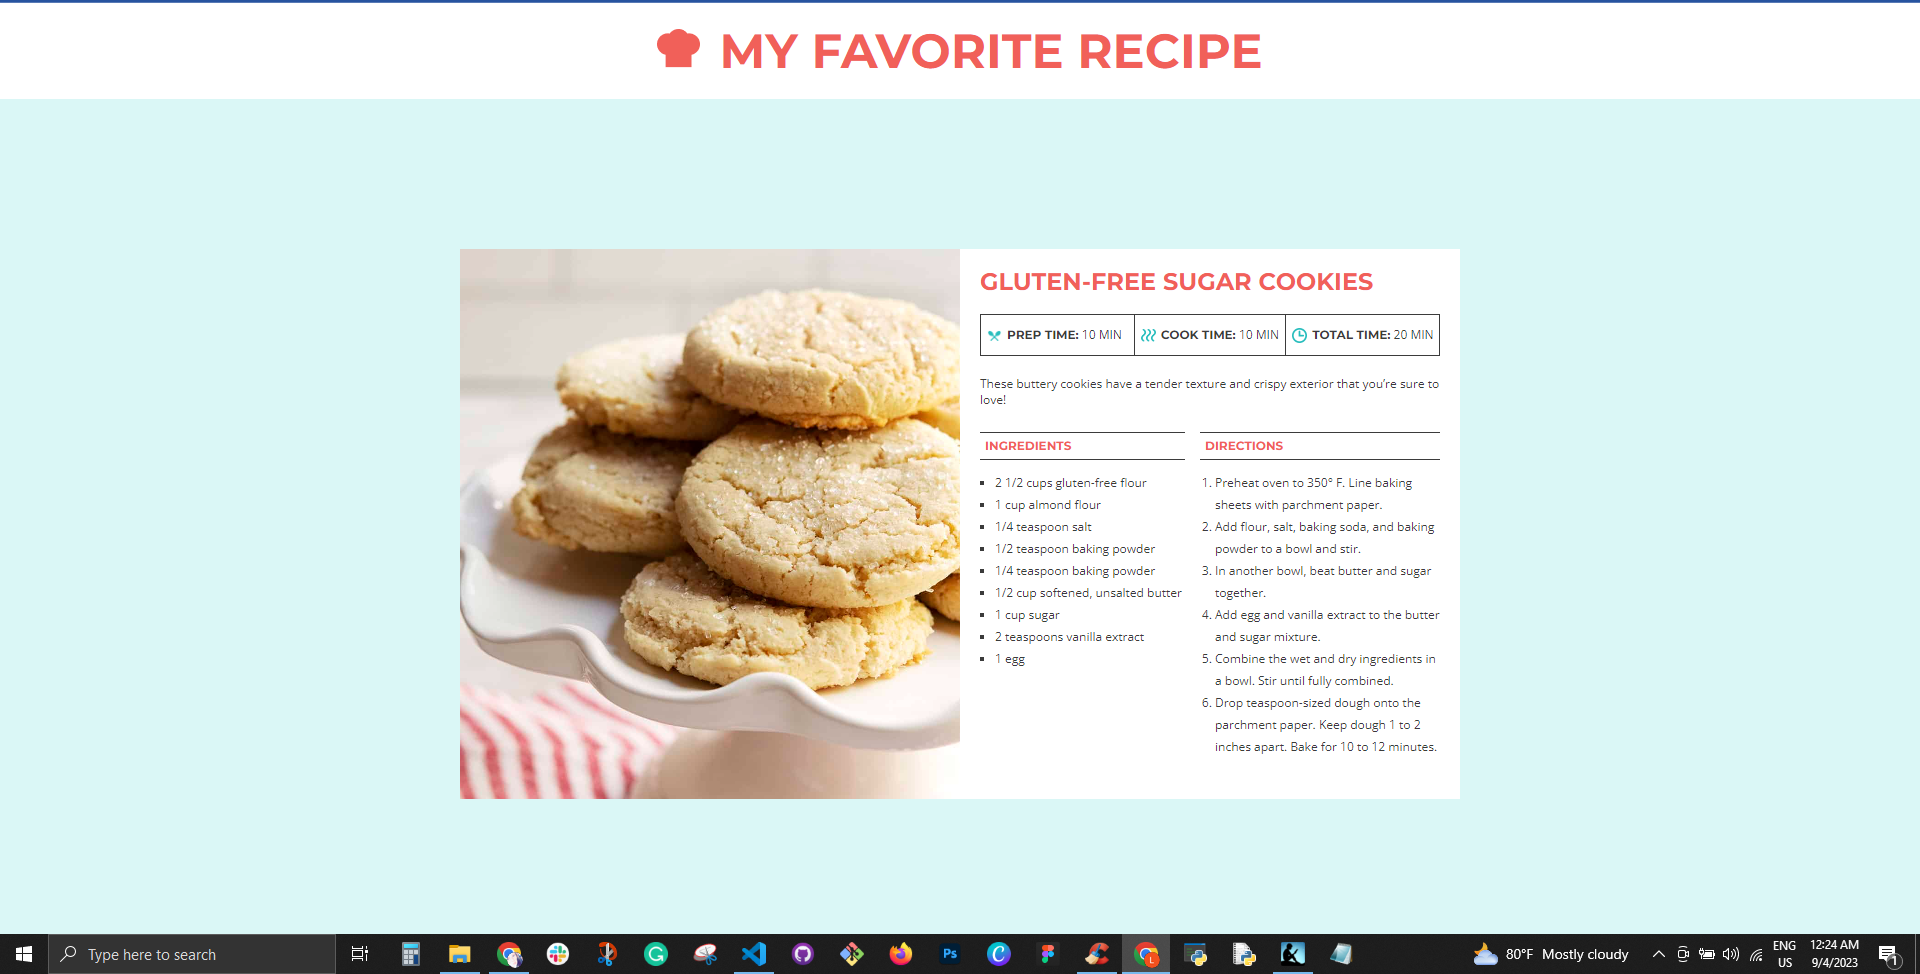 MY FAVORITE RECIPE
GLUTEN-FREE SUGAR COOKIES
PREP TIME: 10 MIN
COOK TIME: 10 MIN
TOTAL TIME: 20 MIN
These buttery cookies have a tender texture and crispy exterior that you’re sure to
love!
INGREDIENTS
2 1/2 cups gluten-free flour
1 cup almond flour
1/4 teaspoon salt
1/2 teaspoon baking powder
1/4 teaspoon baking powder
1/2 cup softened, unsalted butter
1 cup sugar
2 teaspoons vanilla extract
1 egg
DIRECTIONS
1. Preheat oven to 350° F. Line baking
sheets with parchment paper.
2. Add flour, salt, baking soda, and baking
powder to a bowl and stir.
3. In another bowl, beat butter and sugar
together.
4. Add egg and vanilla extract to the butter
and sugar mixture.
5. Combine the wet and dry ingredients in
a bowl. Stir until fully combined.
6. Drop teaspoon-sized dough onto the
parchment paper. Keep dough 1 to 2
inches apart. Bake for 10 to 12 minutes.
Type here to search
Ps
L
80°F Mostly cloudy
ENG
US
12:24 AM
9/4/2023
1